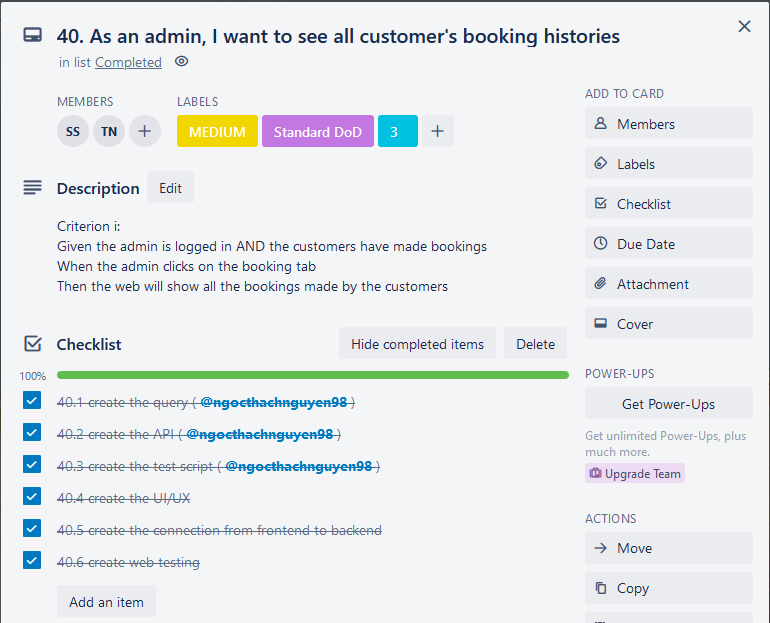 40. As an admin, I want to see all customer's booking histories
in list Completed
MEMBERS
SS TN +
LABELS
MEDIUM Standard DoD 3 +
Description
Edit
Criterion i:
Given the admin is logged in AND the customers have made bookings
When the admin clicks on the booking tab
Then the web will show all the bookings made by the customers
Checklist
Hide completed items
Delete
100%
40.1 create the query ( @ngocthachnguyen98 )
40.2 create the API ( @ngocthachnguyen98 )
40.3 create the test script ( @ngocthachnguyen98 )
40.4 create the UI/UX
40.5 create the connection from frontend to backend
40.6 create web testing
Add an item
ADD TO CARD
Members
Labels
Checklist
Due Date
Attachment
Cover
POWER-UPS
Get Power-Ups
Get unlimited Power-Ups, plus
much more.
Upgrade Team
ACTIONS
Move
Copy